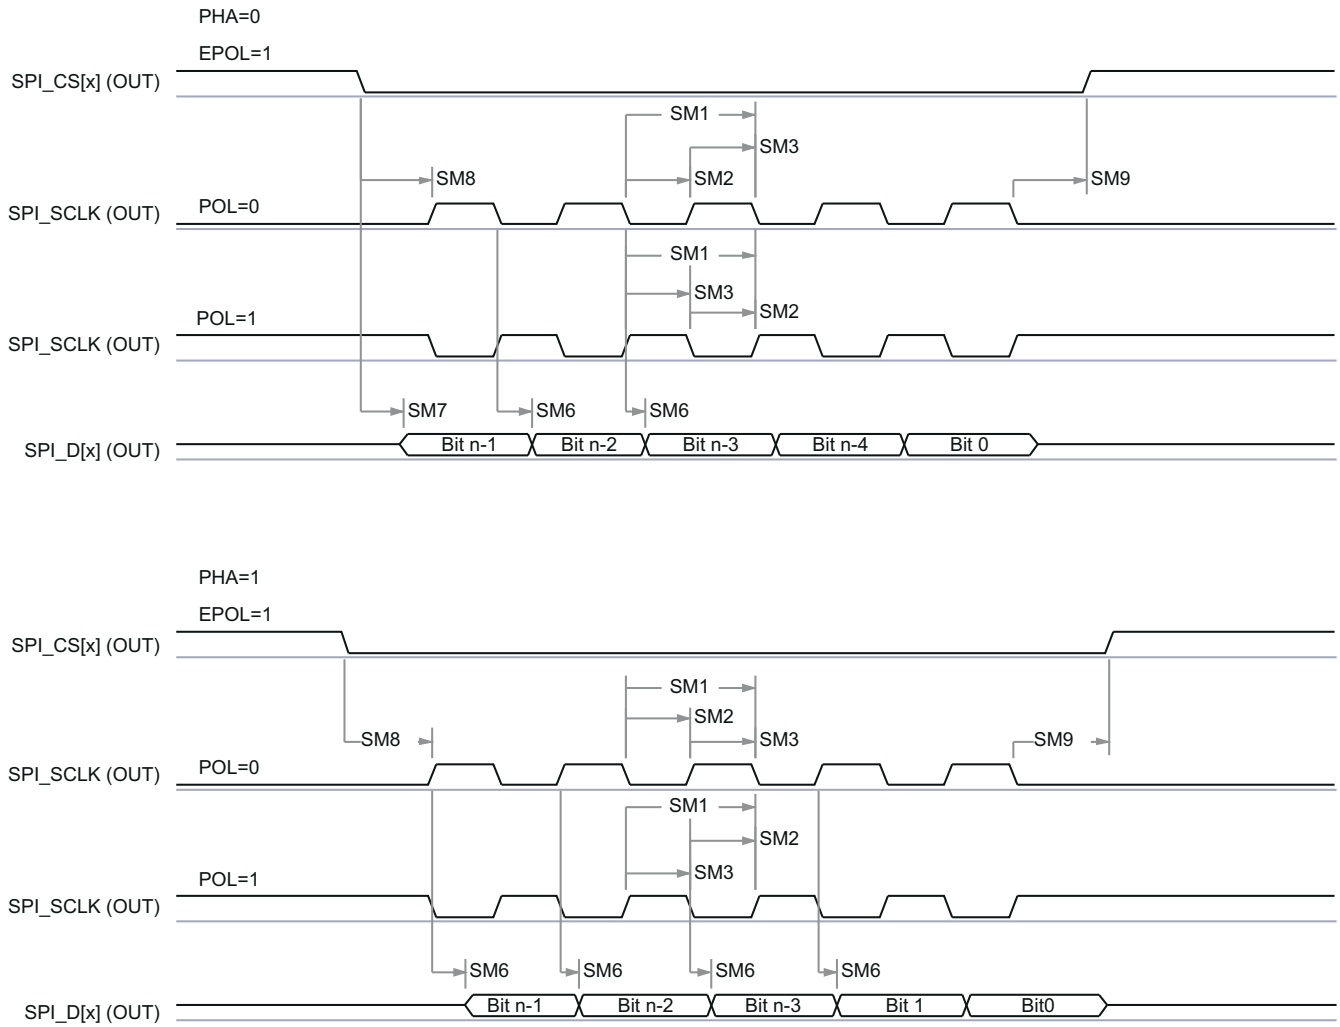 PHA=0
EPOL=1
SPI_CS[x] (OUT)
SM1
SM3
SM8
SM2
SM9
SPI_SCLK (OUT)
POL=0
SM1
SM3
SM2
POL=1
SPI_SCLK (OUT)
SM7
SM6
SM6
SPI_D[x] (OUT)
Bit n-1
Bit n-2
Bit n-3
Bit n-4
Bit 0
PHA=1
EPOL=1
SPI_CS[x] (OUT)
SM1
SM2
SM8
SM3
SM9
SPI_SCLK (OUT)
POL=0
SM1
SM2
SM3
POL=1
SPI_SCLK (OUT)
SM6
SM6
SM6
SM6
SPI_D[x] (OUT)
Bit n-1
Bit n-2
Bit n-3
Bit 1
Bit0